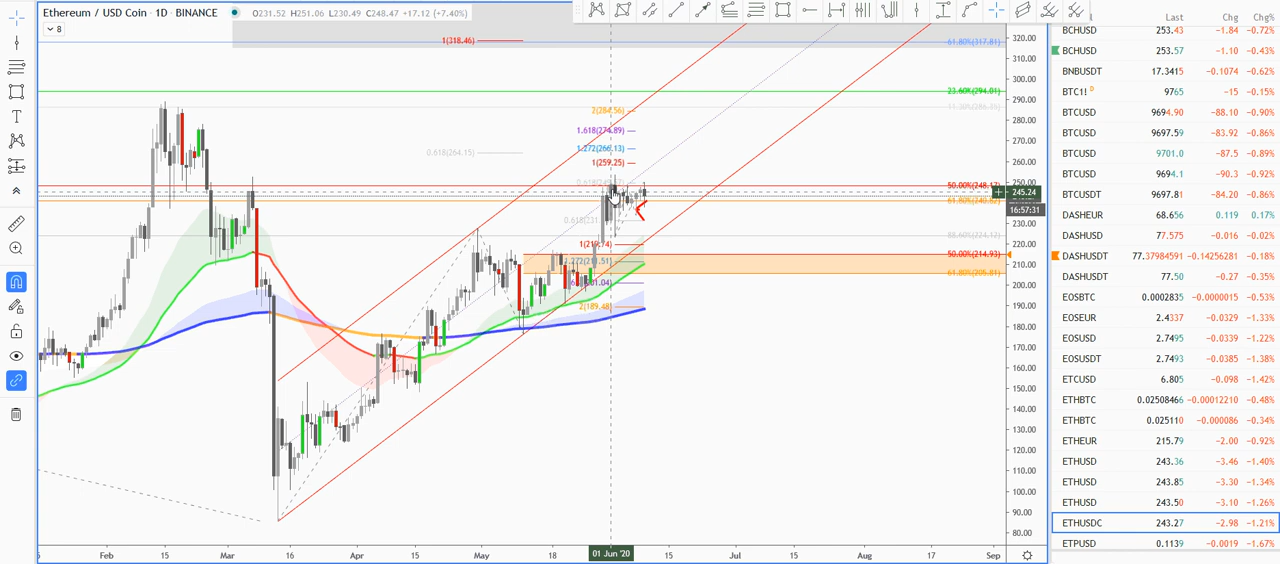 Ethereum / USD Coin · 1D · BINANCE O231.52 H251.06 L230.49 C248.47 +17.12 (+7.40%)
8
1(318.46)
-61.80%(317.81)
23.60%(294.01)
2(284.56)
1.618(274.89)
1.272(266.13)
0.618(264.15)
1(259.25)
50.00%(248.17)
88.60%(224.12)
50.00%(214.93)
61.80%(205.81)
2(189.48)
320.00
310.00
300.00
290.00
280.00
270.00
260.00
250.00
245.24
16:57:31
230.00
220.00
210.00
200.00
190.00
180.00
170.00
160.00
150.00
140.00
130.00
120.00
110.00
100.00
90.00
80.00
Feb 15 Mar 16 Apr 15 May 18 01 Jun '20 15 Jul 15 Aug 17 Sep
Last Chg Chg%
BCHUSD 253.43 −1.84 −0.72%
BCHUSD 253.57 −1.10 −0.43%
BNBUSDT 17.3415 −0.1074 −0.62%
BTC1! D 9765 −15 −0.15%
BTCUSD 9694.90 −88.10 −0.90%
BTCUSD 9697.59 −83.92 −0.86%
BTCUSD 9701.0 −87.5 −0.89%
BTCUSD 9694.1 −90.3 −0.92%
BTCUSDT 9697.81 −84.20 −0.86%
DASHEUR 68.656 0.119 0.17%
DASHUSD 77.575 −0.016 −0.02%
DASHUSDT 77.37984591 −0.14256281 −0.18%
DASHUSDT 77.50 −0.27 −0.35%
EOSBTC 0.0002835 −0.0000015 −0.53%
EOSEUR 2.4337 −0.0329 −1.33%
EOSUSD 2.7495 −0.0339 −1.22%
EOSUSDT 2.7493 −0.0385 −1.38%
ETCUSD 6.805 −0.098 −1.42%
ETHBTC 0.0250846 −0.00012210 −0.48%
ETHBTC 0.025110 −0.000086 −0.34%
ETHEUR 215.79 −2.00 −0.92%
ETHUSD 243.36 −3.46 −1.40%
ETHUSD 243.85 −3.30 −1.34%
ETHUSD 243.50 −3.10 −1.26%
ETHUSDC 243.27 −2.98 −1.21%
ETPUSD 0.1139 −0.0019 −1.67%